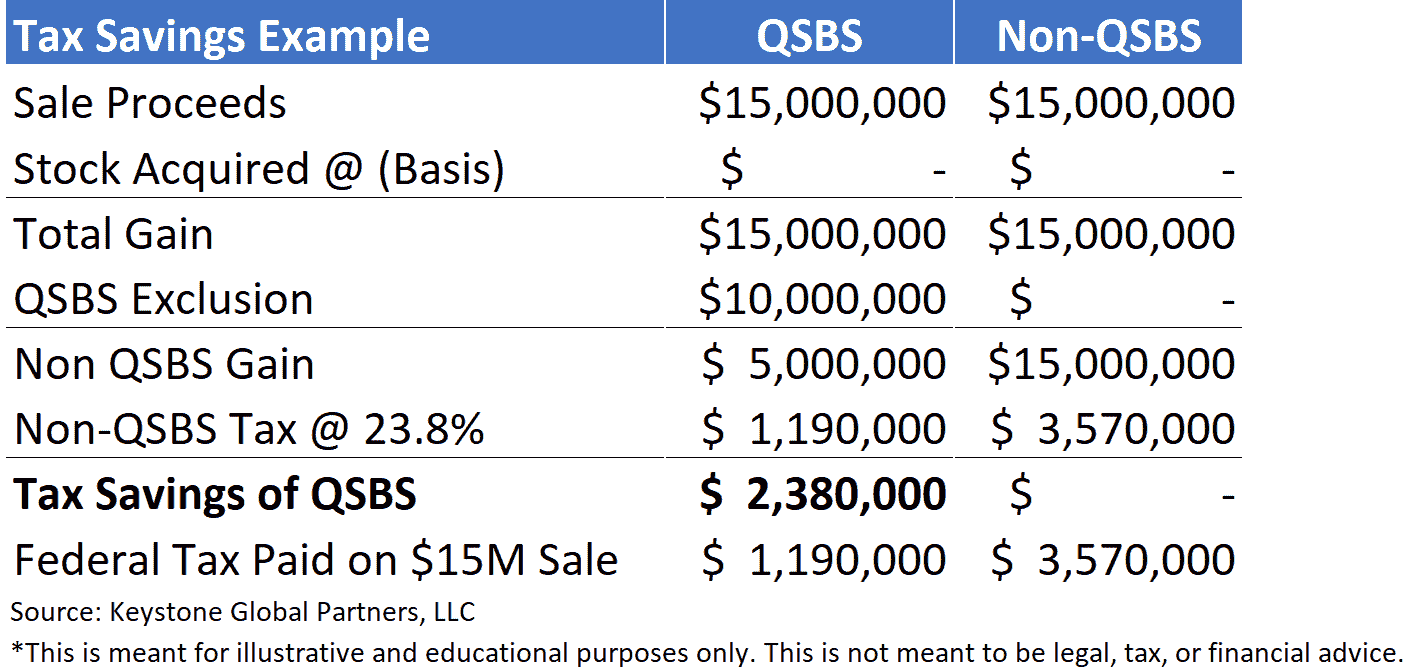 Tax Savings Example QSBS Non-QSBS
Sale Proceeds $15,000,000 $15,000,000
Stock Acquired @ (Basis) $ - $ -
Total Gain $15,000,000 $15,000,000
QSBS Exclusion $10,000,000 $ -
Non QSBS Gain $ 5,000,000 $15,000,000
Non-QSBS Tax @ 23.8% $ 1,190,000 $ 3,570,000
Tax Savings of QSBS $ 2,380,000 $ -
Federal Tax Paid on $15M Sale $ 1,190,000 $ 3,570,000
Source: Keystone Global Partners, LLC
*This is meant for illustrative and educational purposes only. This is not meant to be legal, tax, or financial advice.